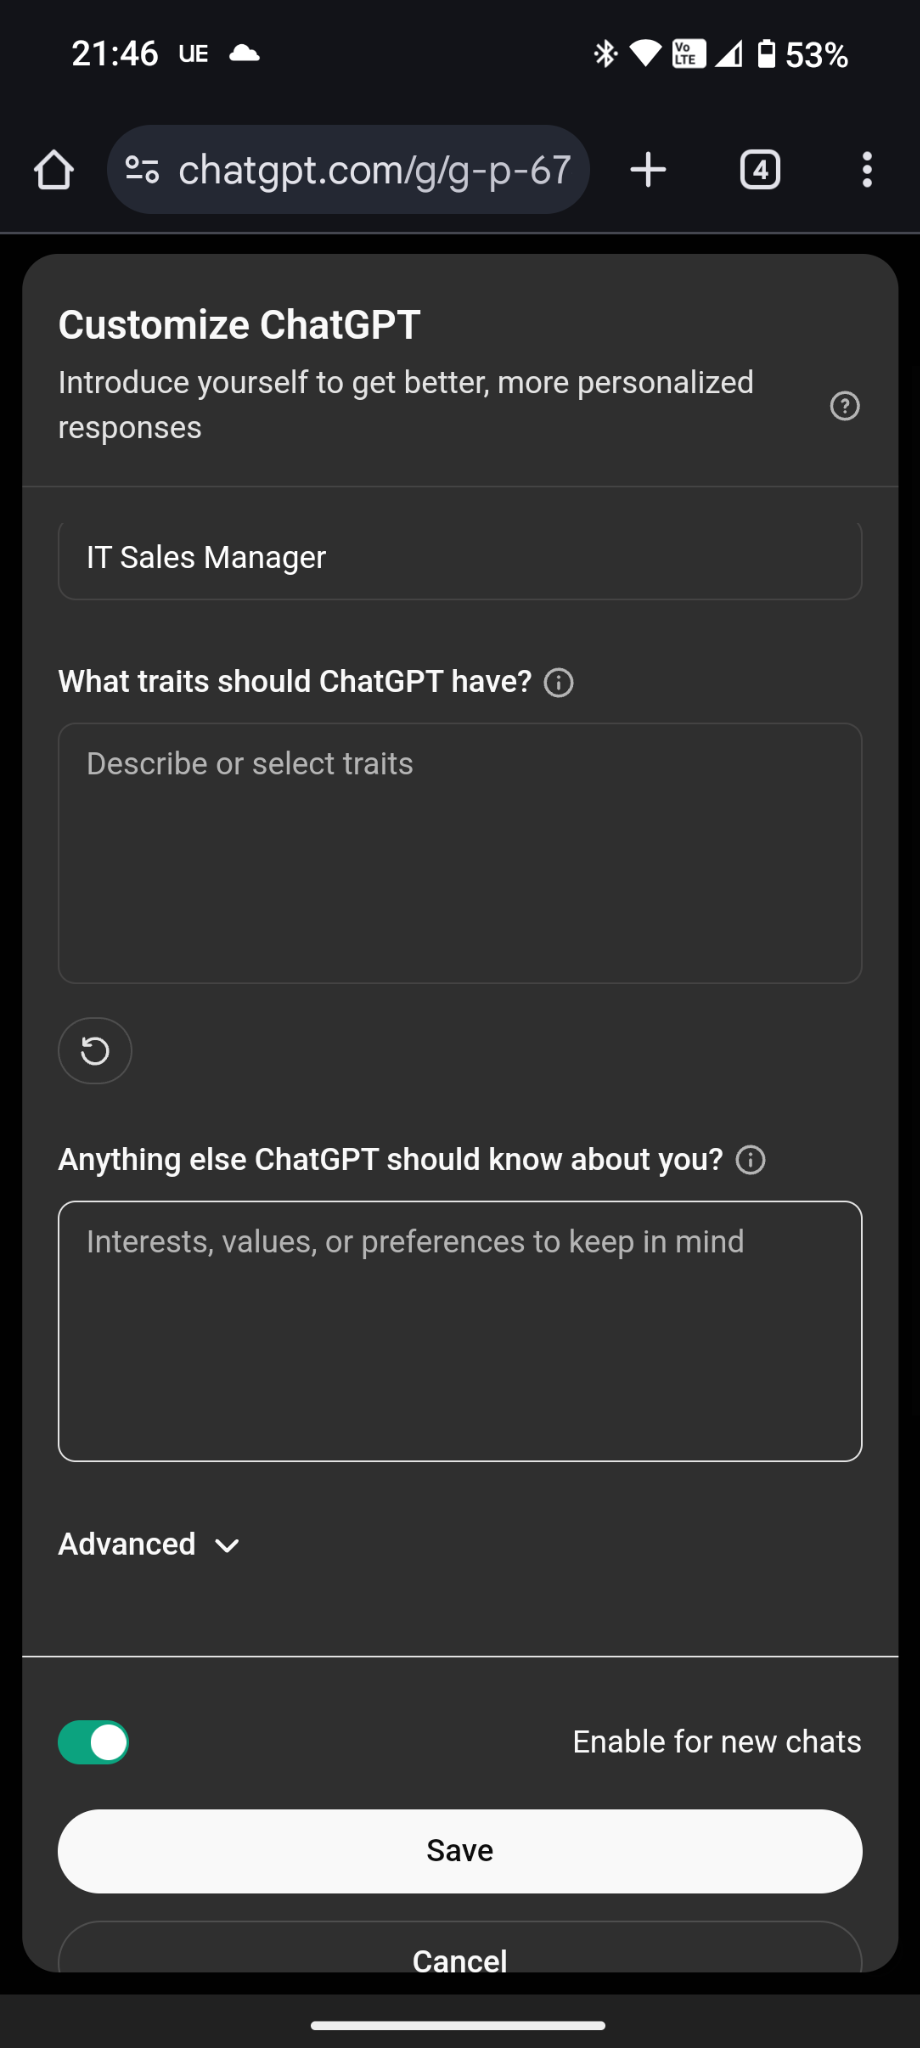 21:46 UE Vo LTE 53%
chatgpt.com/g/g-p-67 4
Customize ChatGPT
Introduce yourself to get better, more personalized
responses
IT Sales Manager
What traits should ChatGPT have?
Describe or select traits
Anything else ChatGPT should know about you?
Interests, values, or preferences to keep in mind
Advanced
Enable for new chats
Save
Cancel